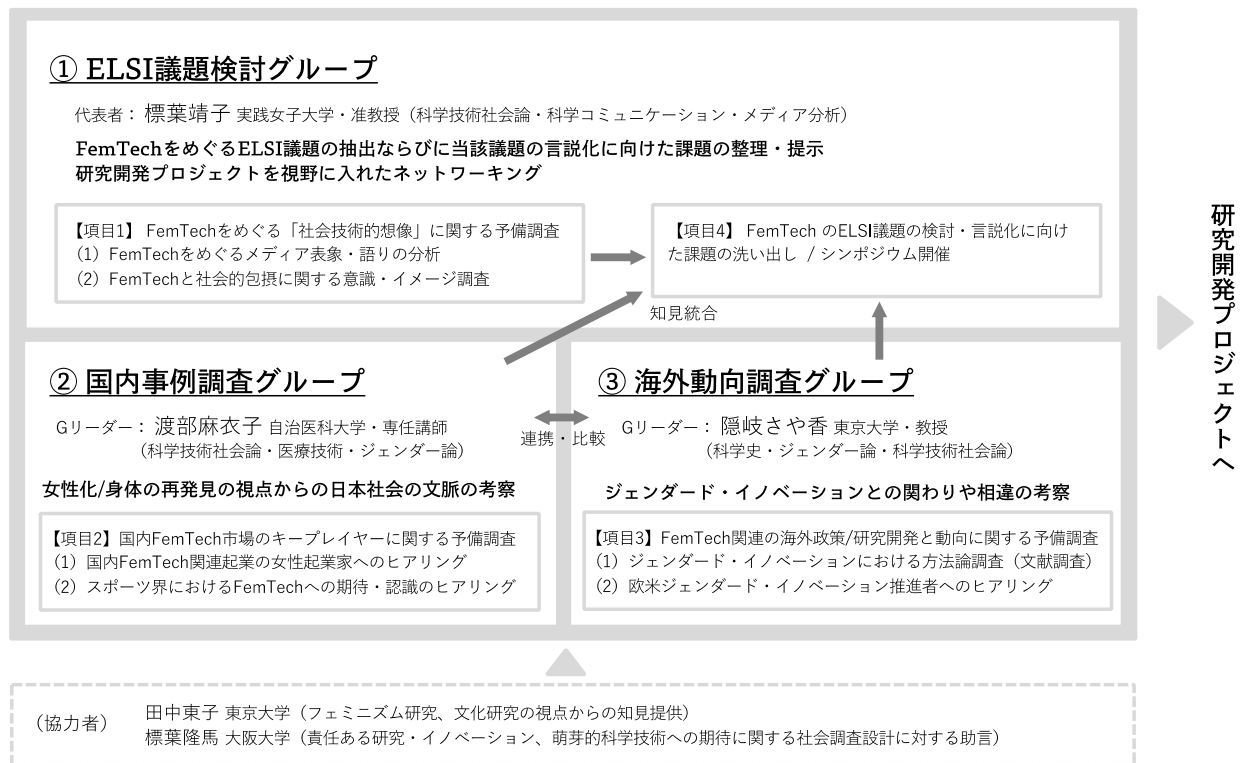 ① ELSI議題検討グループ
代表者： 標葉靖子 実践女子大学・准教授（科学技術社会論・科学コミュニケーション・メディア分析）
FemTechをめぐるELSI議題の抽出ならびに当該議題の言説化に向けた課題の整理・提示
研究開発プロジェクトを視野に入れたネットワーキング
【項目1】 FemTechをめぐる「社会技術的想像」に関する予備調査
（1）FemTechをめぐるメディア表象・語りの分析
（2）FemTechと社会的包摂に関する意識・イメージ調査
【項目4】 FemTech のELSI議題の検討・言説化に向け
た課題の洗い出し / シンポジウム開催
知見統合
② 国内事例調査グループ
Gリーダー： 渡部麻衣子 自治医科大学・専任講師
（科学技術社会論・医療技術・ジェンダー論）
女性化/身体の再発見の視点からの日本社会の文脈の考察
【項目2】国内FemTech市場のキープレイヤーに関する予備調査
（1）国内FemTech関連起業の女性起業家へのヒアリング
（2）スポーツ界におけるFemTechへの期待・認識のヒアリング
連携・比較
③ 海外動向調査グループ
Gリーダー： 隠岐さや香 東京大学・教授
（科学史・ジェンダー論・科学技術社会論）
ジェンダード・イノベーションとの関わりや相違の考察
【項目3】FemTech関連の海外政策/研究開発と動向に関する予備調査
（1）ジェンダード・イノベーションにおける方法論調査（文献調査）
（2）欧米ジェンダード・イノベーション推進者へのヒアリング
研究開発プロジェクトへ
（協力者）
田中東子 東京大学（フェミニズム研究、文化研究の視点からの知見提供）
標葉隆馬 大阪大学（責任ある研究・イノベーション、萌芽的科学技術への期待に関する社会調査設計に対する助言）